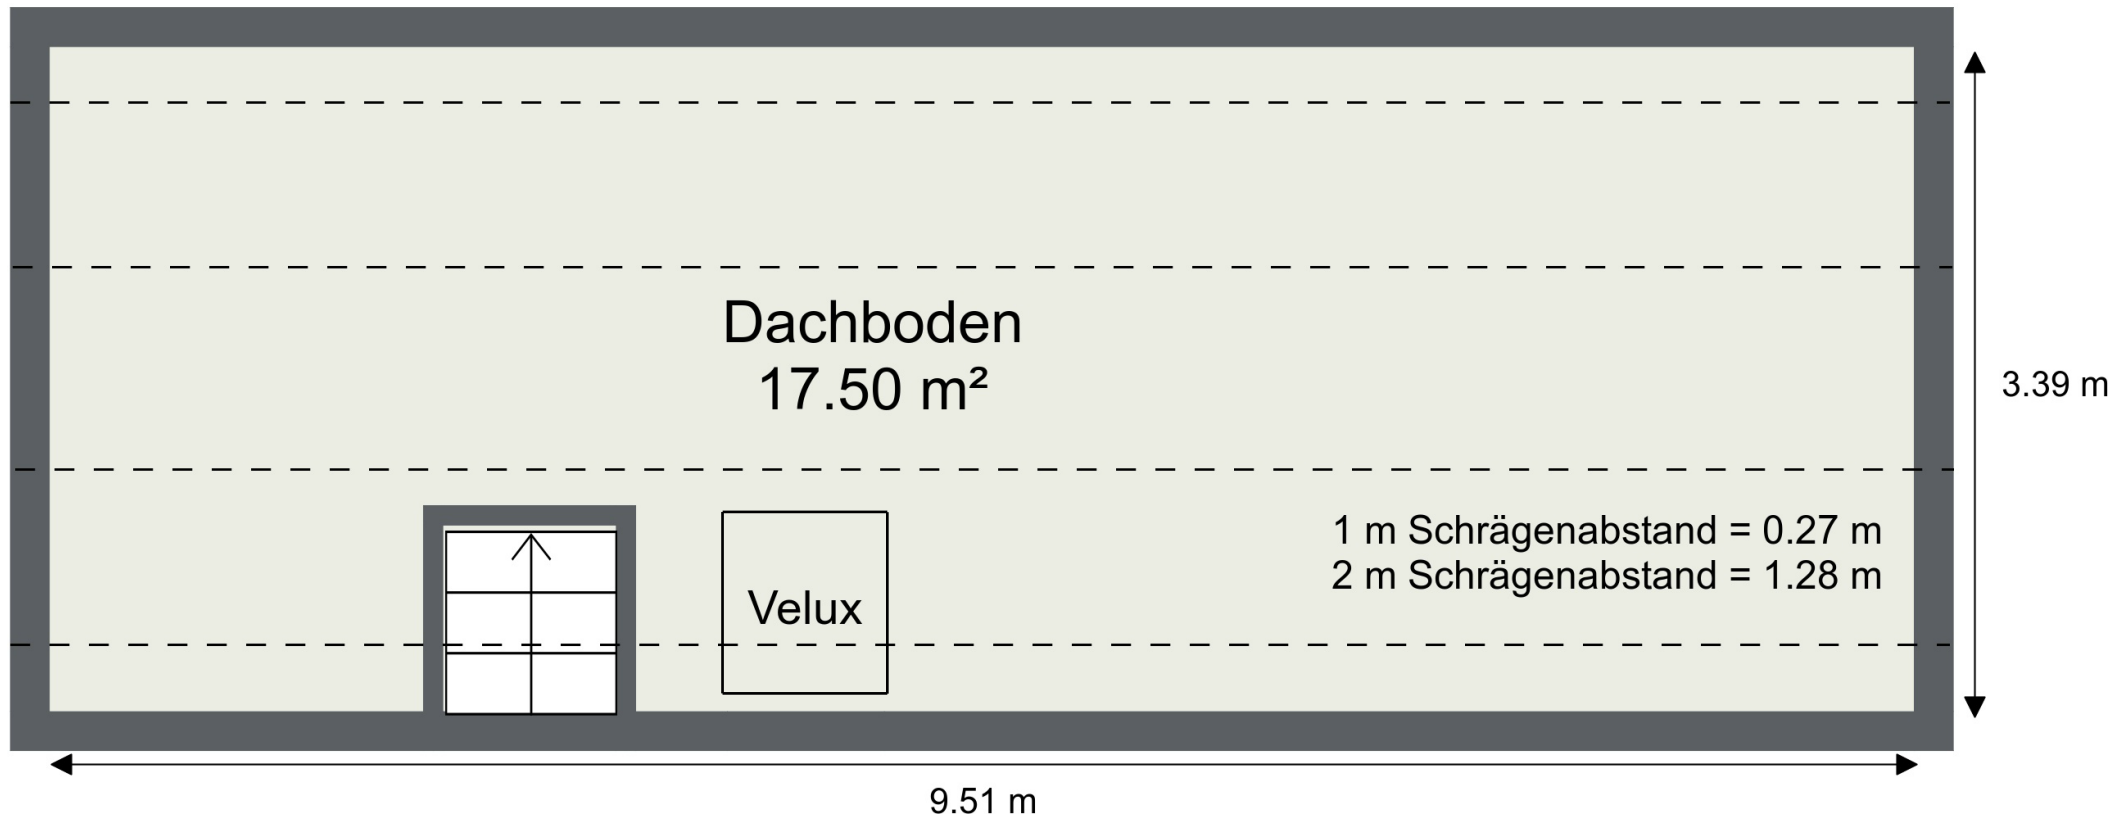 Dachboden
17.50 m²
3.39 m
1 m Schrägenabstand = 0.27 m
2 m Schrägenabstand = 1.28 m
Velux
9.51 m